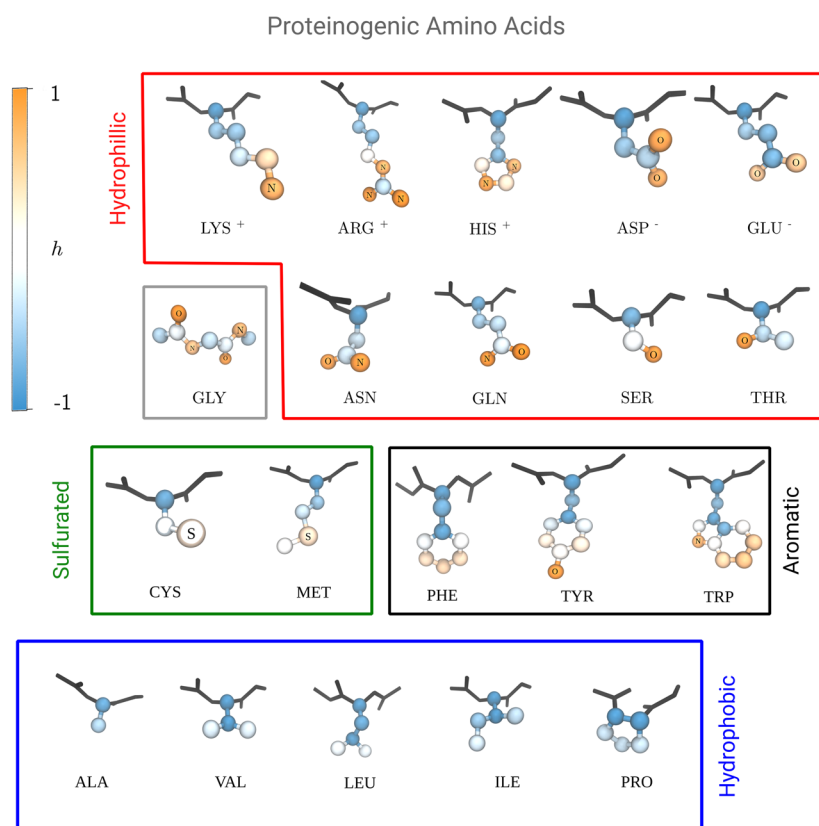 Proteinogenic Amino Acids
1
h
-1
Hydrophillic
LYS +
ARG +
HIS +
ASP -
GLU -
N
N
N
N
N
N
O
O
O
O
GLY
ASN
GLN
SER
THR
O
N
O
N
O
N
N
O
O
O
Sulfurated
CYS
MET
S
S
Aromatic
PHE
TYR
TRP
O
N
Hydrophobic
ALA
VAL
LEU
ILE
PRO